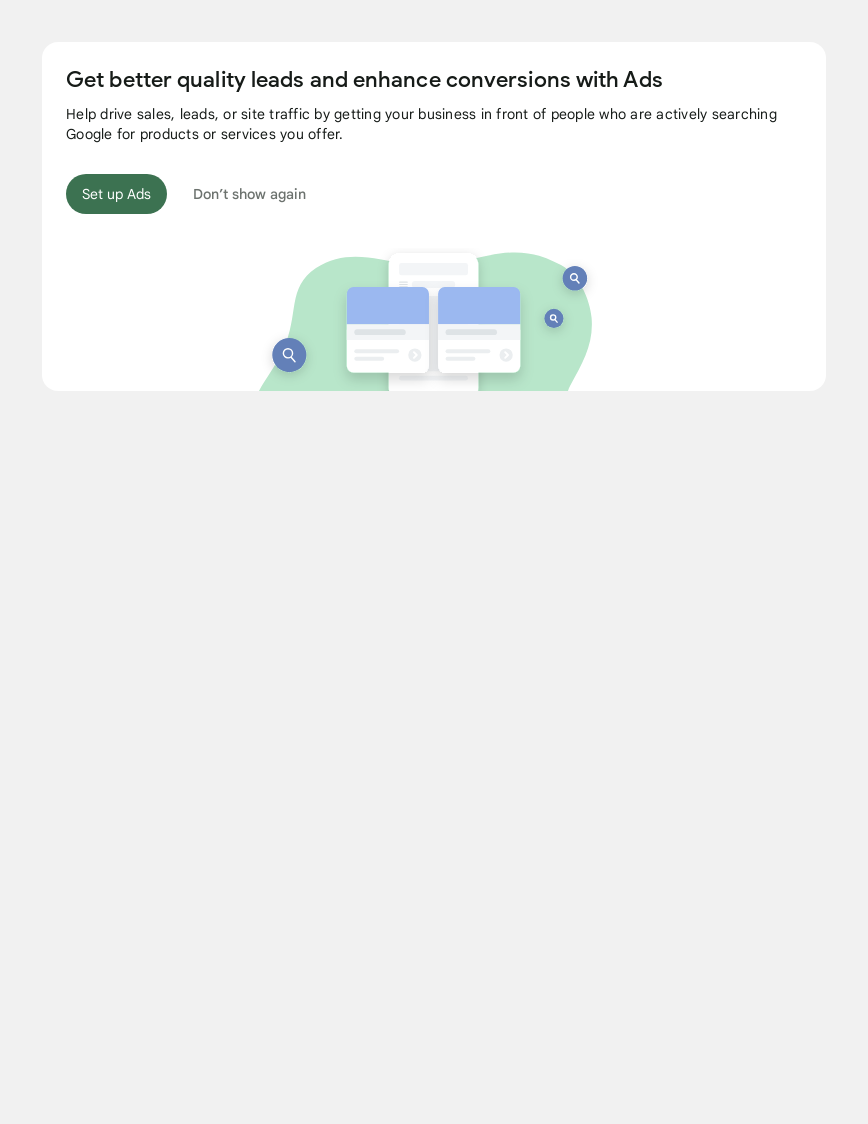 Get better quality leads and enhance conversions with Ads
Help drive sales, leads, or site traffic by getting your business in front of people who are actively searching
Google for products or services you offer.
Set up Ads
Don’t show again